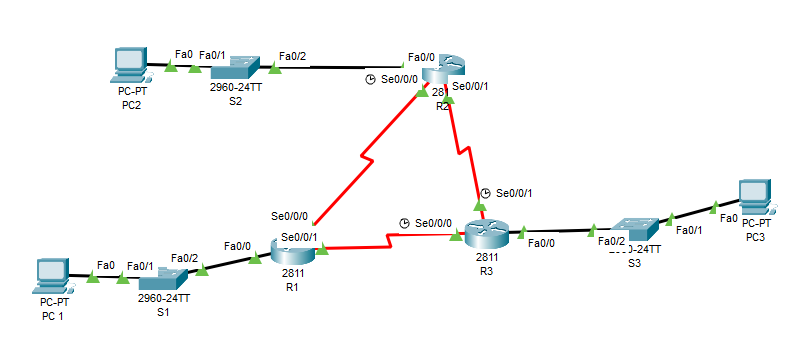 Fa0
Fa0/1
Fa0/2
PC-PT
PC2
2960-24TT
S2
Fa0/0
Se0/0/0
Se0/0/1
R2
Se0/0/1
Se0/0/0
Fa0/0
2811
R3
Fa0/2
Fa0/1
Fa0
PC-PT
PC3
S3
Se0/0/0
Se0/0/1
Fa0/0
2811
R1
Fa0
Fa0/1
Fa0/2
PC-PT
PC 1
2960-24TT
S1